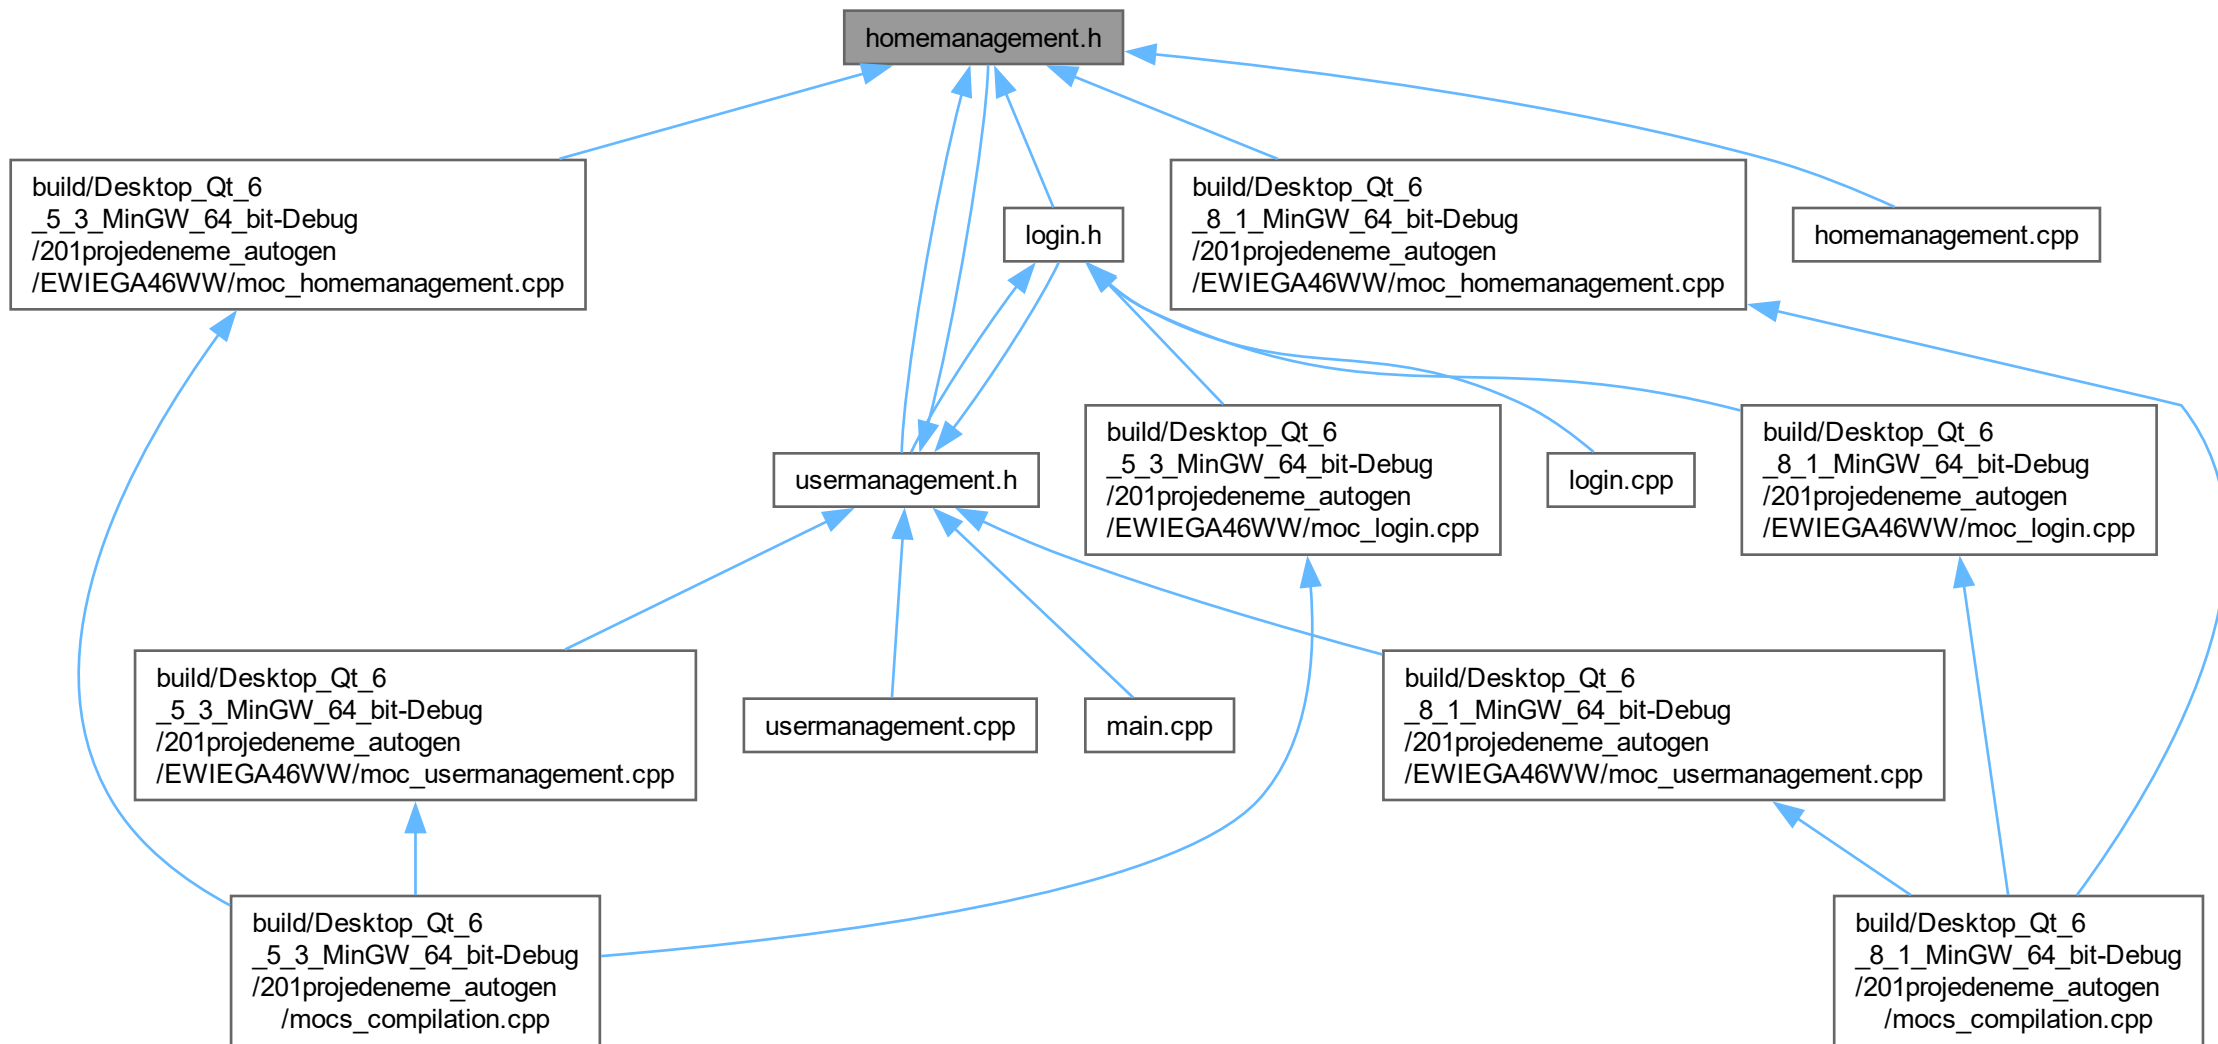 homemanagement.h
build/Desktop_Qt_6
_5_3_MinGW_64_bit-Debug
/201projedeneme_autogen
/EWIEGA46WW/moc_homemanagement.cpp
login.h
build/Desktop_Qt_6
_8_1_MinGW_64_bit-Debug
/201projedeneme_autogen
/EWIEGA46WW/moc_homemanagement.cpp
homemanagement.cpp
usermanagement.h
build/Desktop_Qt_6
_5_3_MinGW_64_bit-Debug
/201projedeneme_autogen
/EWIEGA46WW/moc_login.cpp
login.cpp
build/Desktop_Qt_6
_8_1_MinGW_64_bit-Debug
/201projedeneme_autogen
/EWIEGA46WW/moc_login.cpp
build/Desktop_Qt_6
_5_3_MinGW_64_bit-Debug
/201projedeneme_autogen
/EWIEGA46WW/moc_usermanagement.cpp
usermanagement.cpp
main.cpp
build/Desktop_Qt_6
_8_1_MinGW_64_bit-Debug
/201projedeneme_autogen
/EWIEGA46WW/moc_usermanagement.cpp
build/Desktop_Qt_6
_5_3_MinGW_64_bit-Debug
/201projedeneme_autogen
/mocs_compilation.cpp
build/Desktop_Qt_6
_8_1_MinGW_64_bit-Debug
/201projedeneme_autogen
/mocs_compilation.cpp